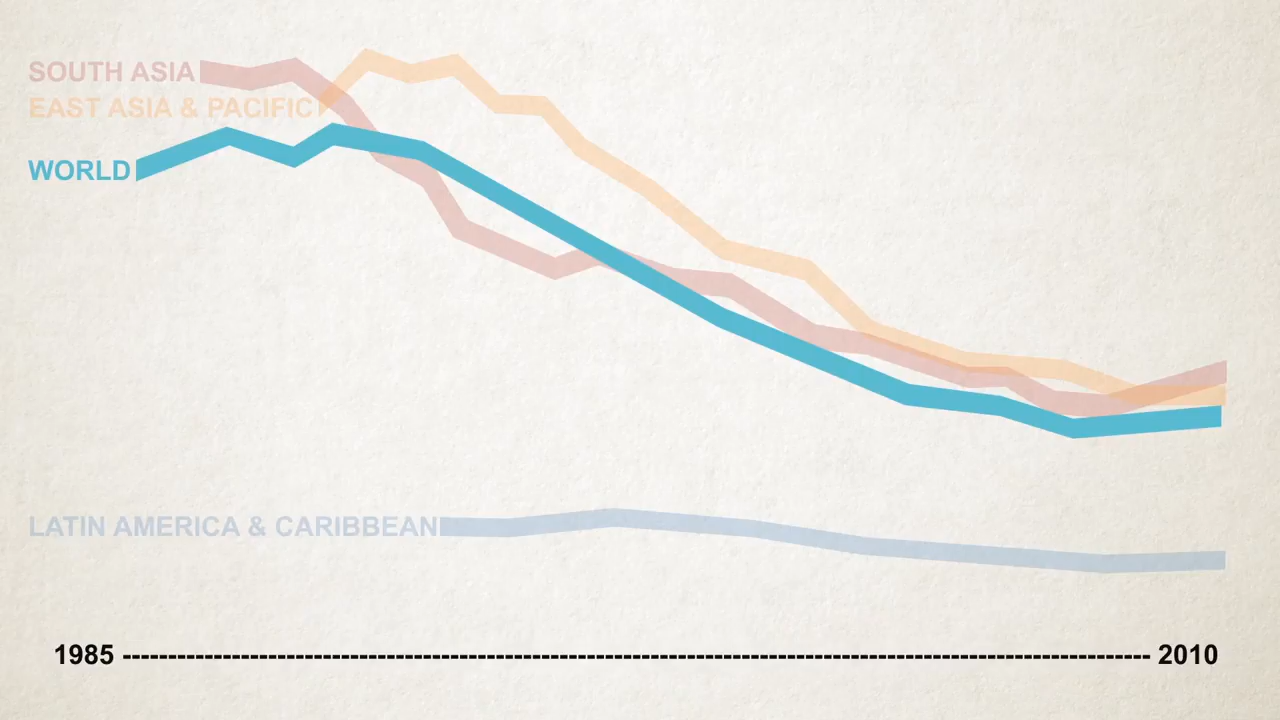 SOUTH ASIA
EAST ASIA & PACIFIC
WORLD
LATIN AMERICA & CARIBBEAN
1985 2010